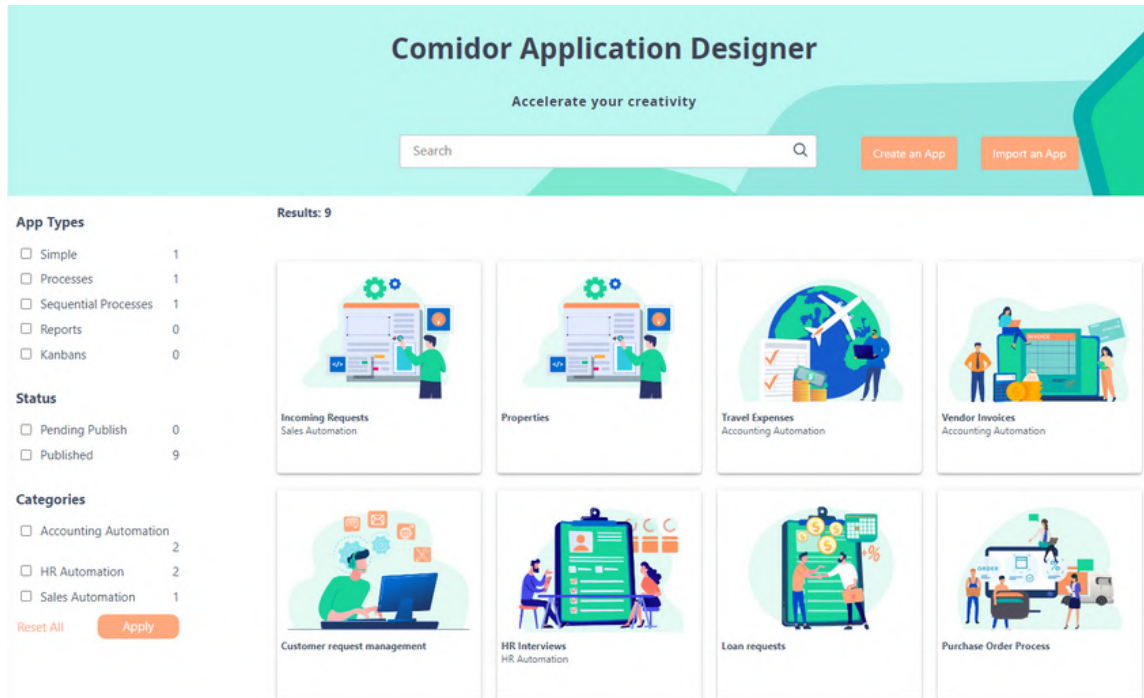 Comidor Application Designer
Accelerate your creativity
Search
Create an App
Import an App
App Types
Simple 1
Processes 1
Sequential Processes 1
Reports 0
Kanbans 0
Status
Pending Publish 0
Published 9
Categories
Accounting Automation
2
HR Automation 2
Sales Automation 1
Reset All
Apply
Results: 9
Incoming Requests
Sales Automation
Properties
Travel Expenses
Accounting Automation
INVOICE
Vendor Invoices
Accounting Automation
Customer request management
HR Interviews
HR Automation
+%
Loan requests
ORDER
Purchase Order Process